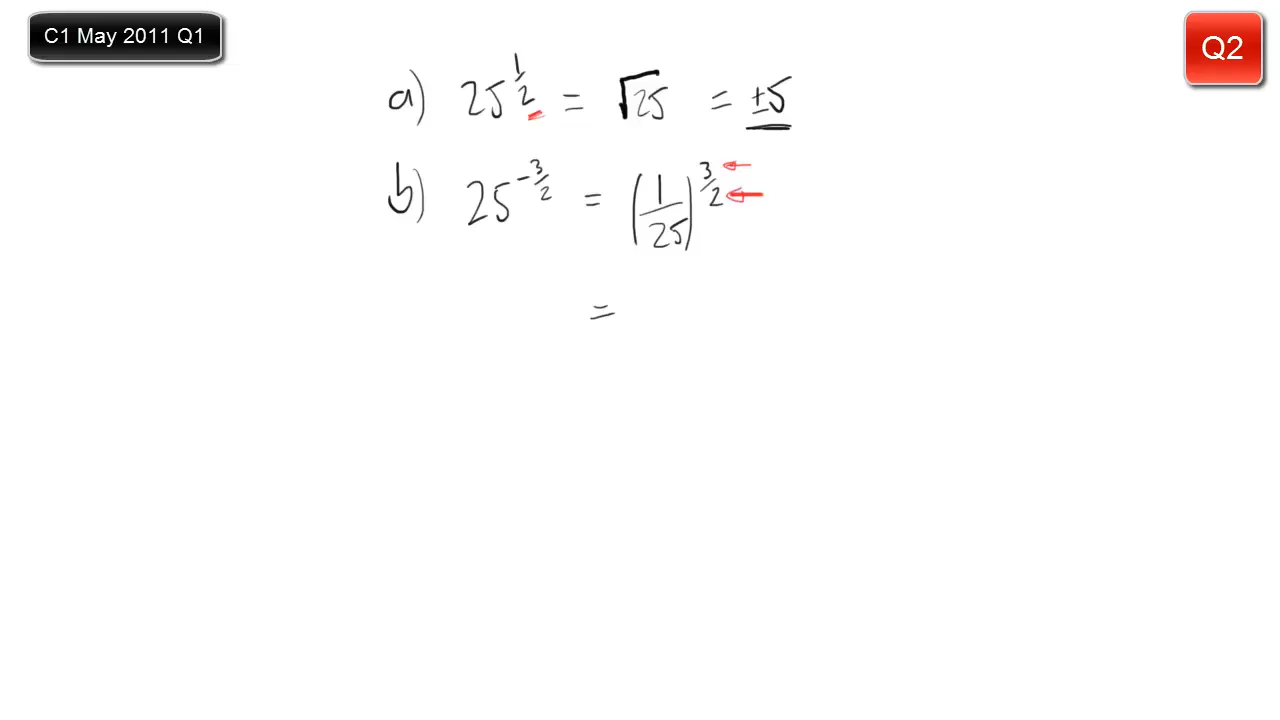 C1 May 2011 Q1
Q2
a) 25^{1/2} = √25 = ±5
b) 25^{-3/2} = (1/25)^{3/2}
=